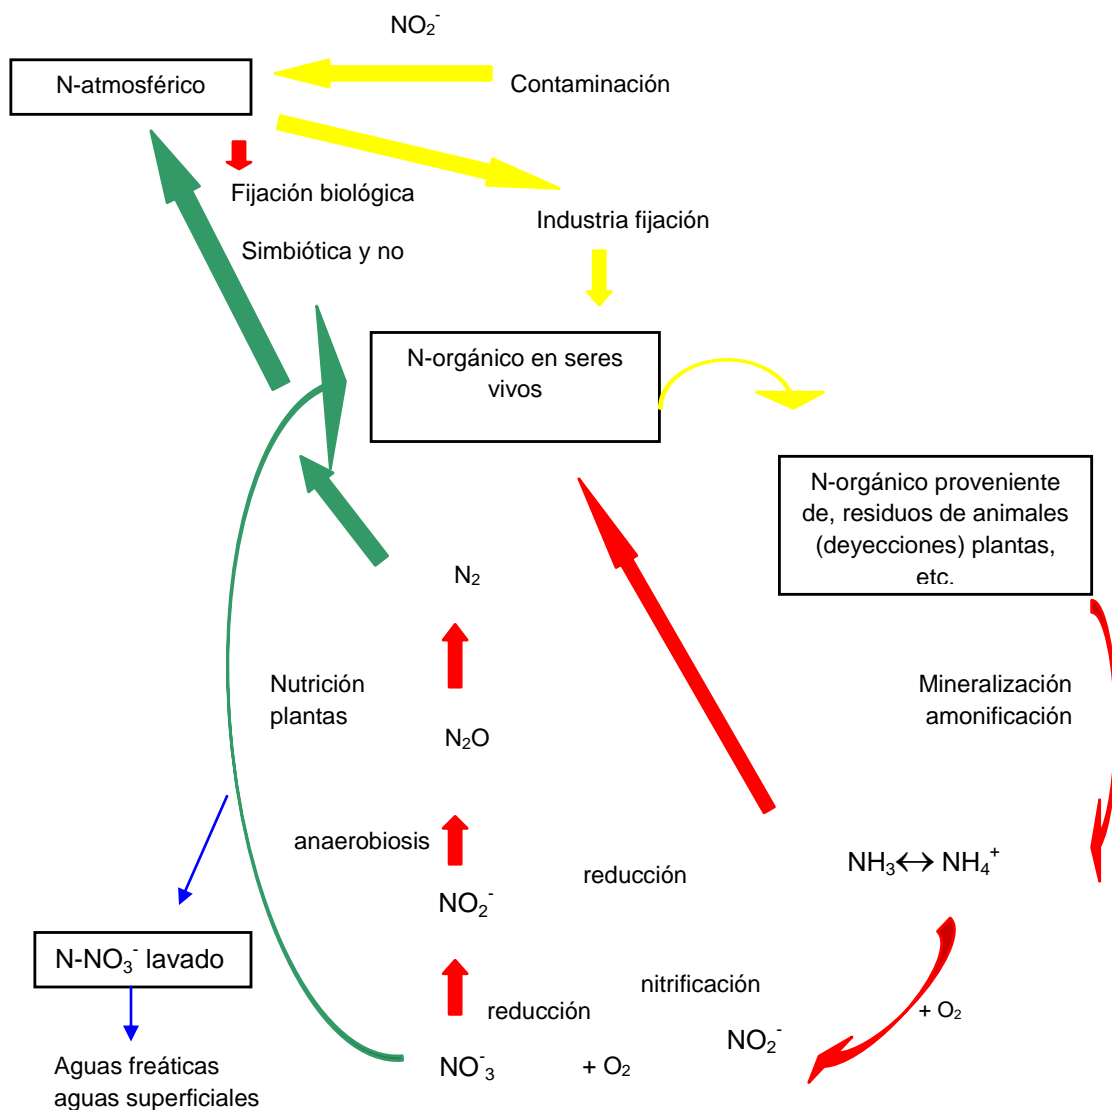 NO₂⁻
N-atmosférico
Contaminación
Fijación biológica
Industria fijación
Simbiótica y no
N-orgánico en seres
vivos
N-orgánico proveniente
de, residuos de animales
(deyecciones) plantas,
etc.
N₂
Nutrición
plantas
Mineralización
amonificación
N₂O
anaerobiosis
reducción
NH₃↔ NH₄⁺
NO₂⁻
N-NO₃⁻ lavado
nitrificación
reducción
+ O₂
NO₂⁻
NO₃⁻
+ O₂
Aguas freáticas
aguas superficiales